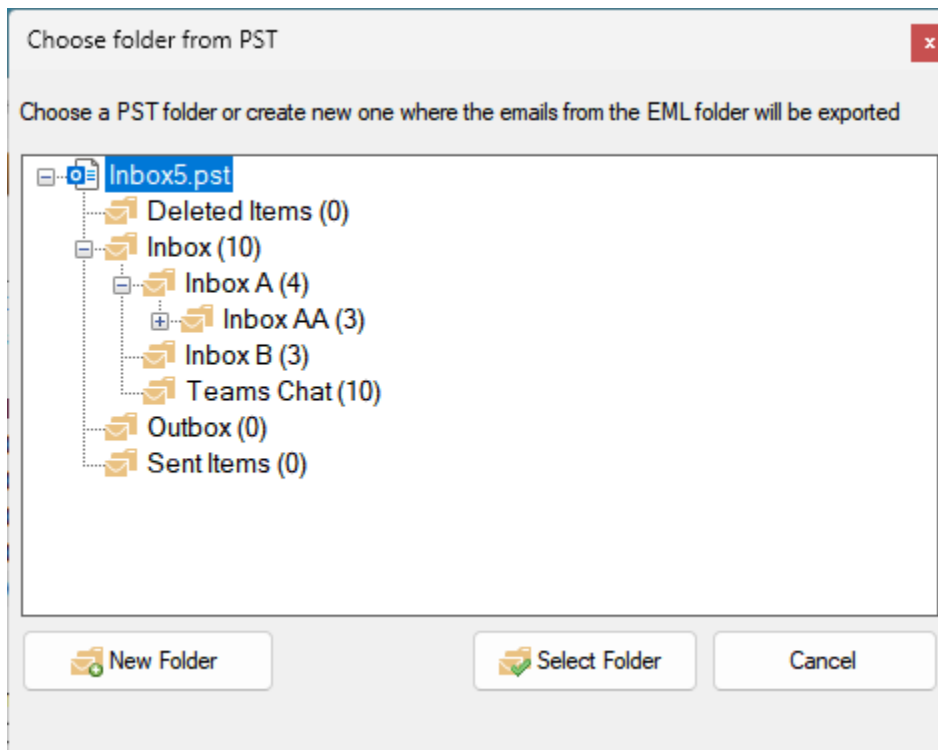 Choose folder from PST
x
Choose a PST folder or create new one where the emails from the EML folder will be exported
Inbox5.pst
Deleted Items (0)
Inbox (10)
Inbox A (4)
Inbox AA (3)
Inbox B (3)
Teams Chat (10)
Outbox (0)
Sent Items (0)
New Folder
Select Folder
Cancel